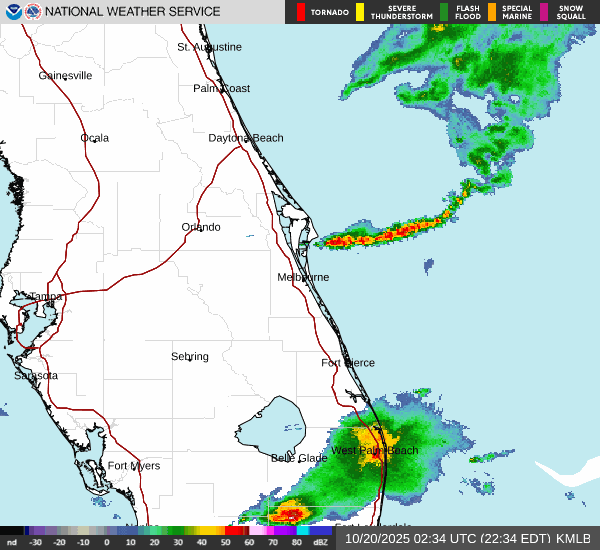 NATIONAL WEATHER SERVICE
TORNADO
SEVERE THUNDERSTORM
FLASH FLOOD
SPECIAL MARINE
SNOW SQUALL
St. Augustine
Gainesville
Palm Coast
Ocala
Daytona Beach
Orlando
Melbourne
Tampa
Sebring
Fort Pierce
Sarasota
West Palm Beach
Belle Glade
Fort Myers
nd -30 -20 -10 0 10 20 30 40 50 60 70 80 dBZ
10/20/2025 02:34 UTC (22:34 EDT) KMLB